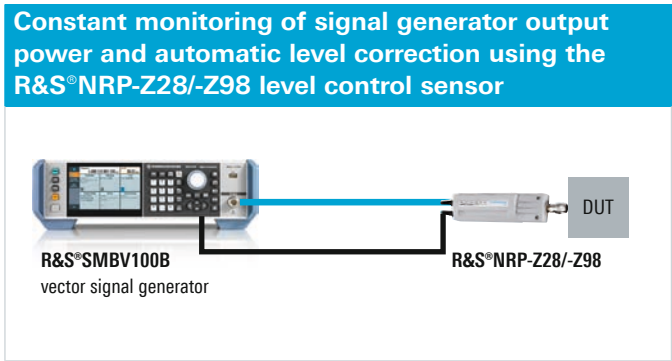 Constant monitoring of signal generator output
power and automatic level correction using the
R&S®NRP-Z28/-Z98 level control sensor
DUT
R&S®SMBV100B
vector signal generator
R&S®NRP-Z28/-Z98